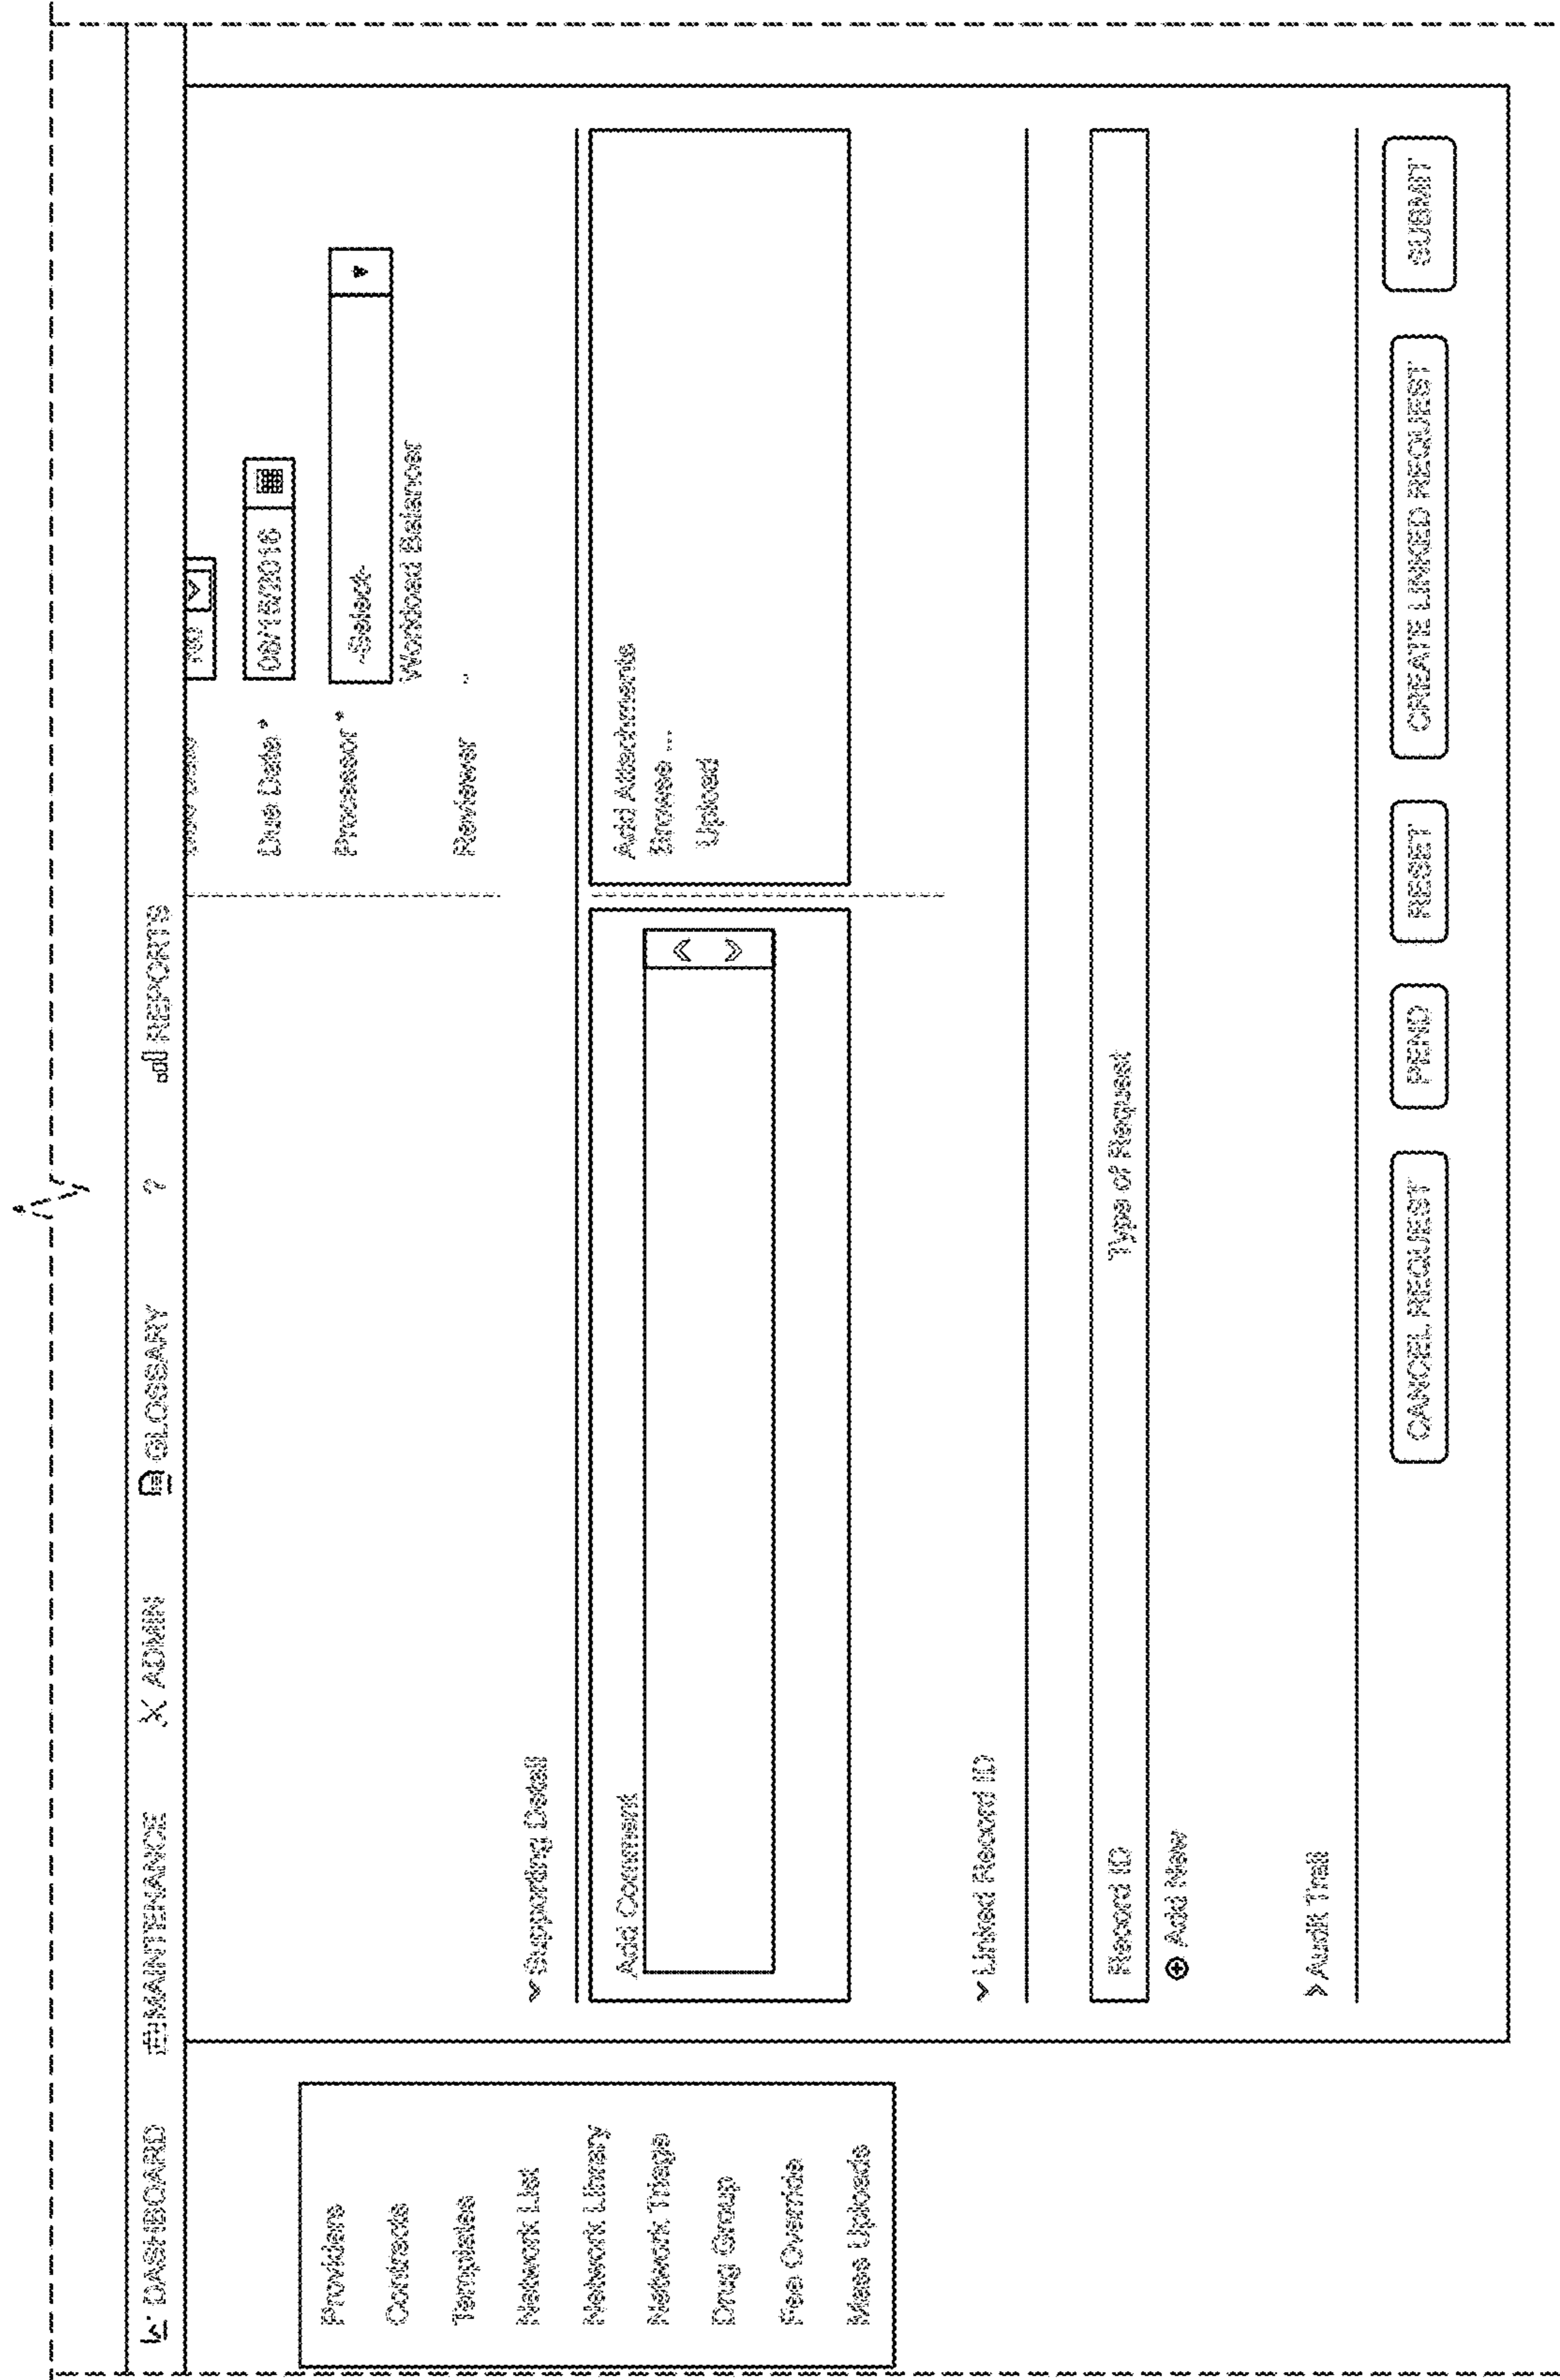 DASHBOARD MAINTENANCE ADMIN GLOSSARY ? REPORTS
Providers
Contracts
Templates
Network List
Network Library
Network Triage
Drug Group
Fee Override
Mass Uploads
No
Due Date * 08/15/2016
Processor * -Select-
Workload Balancer
Reviewer -
Supporting Detail
Add Comment
Add Attachments
Browse ...
Upload
Linked Record ID
Record ID Type of Request
Add New
Audit Trail
CANCEL REQUEST PEND RESET CREATE LINKED REQUEST SUBMIT